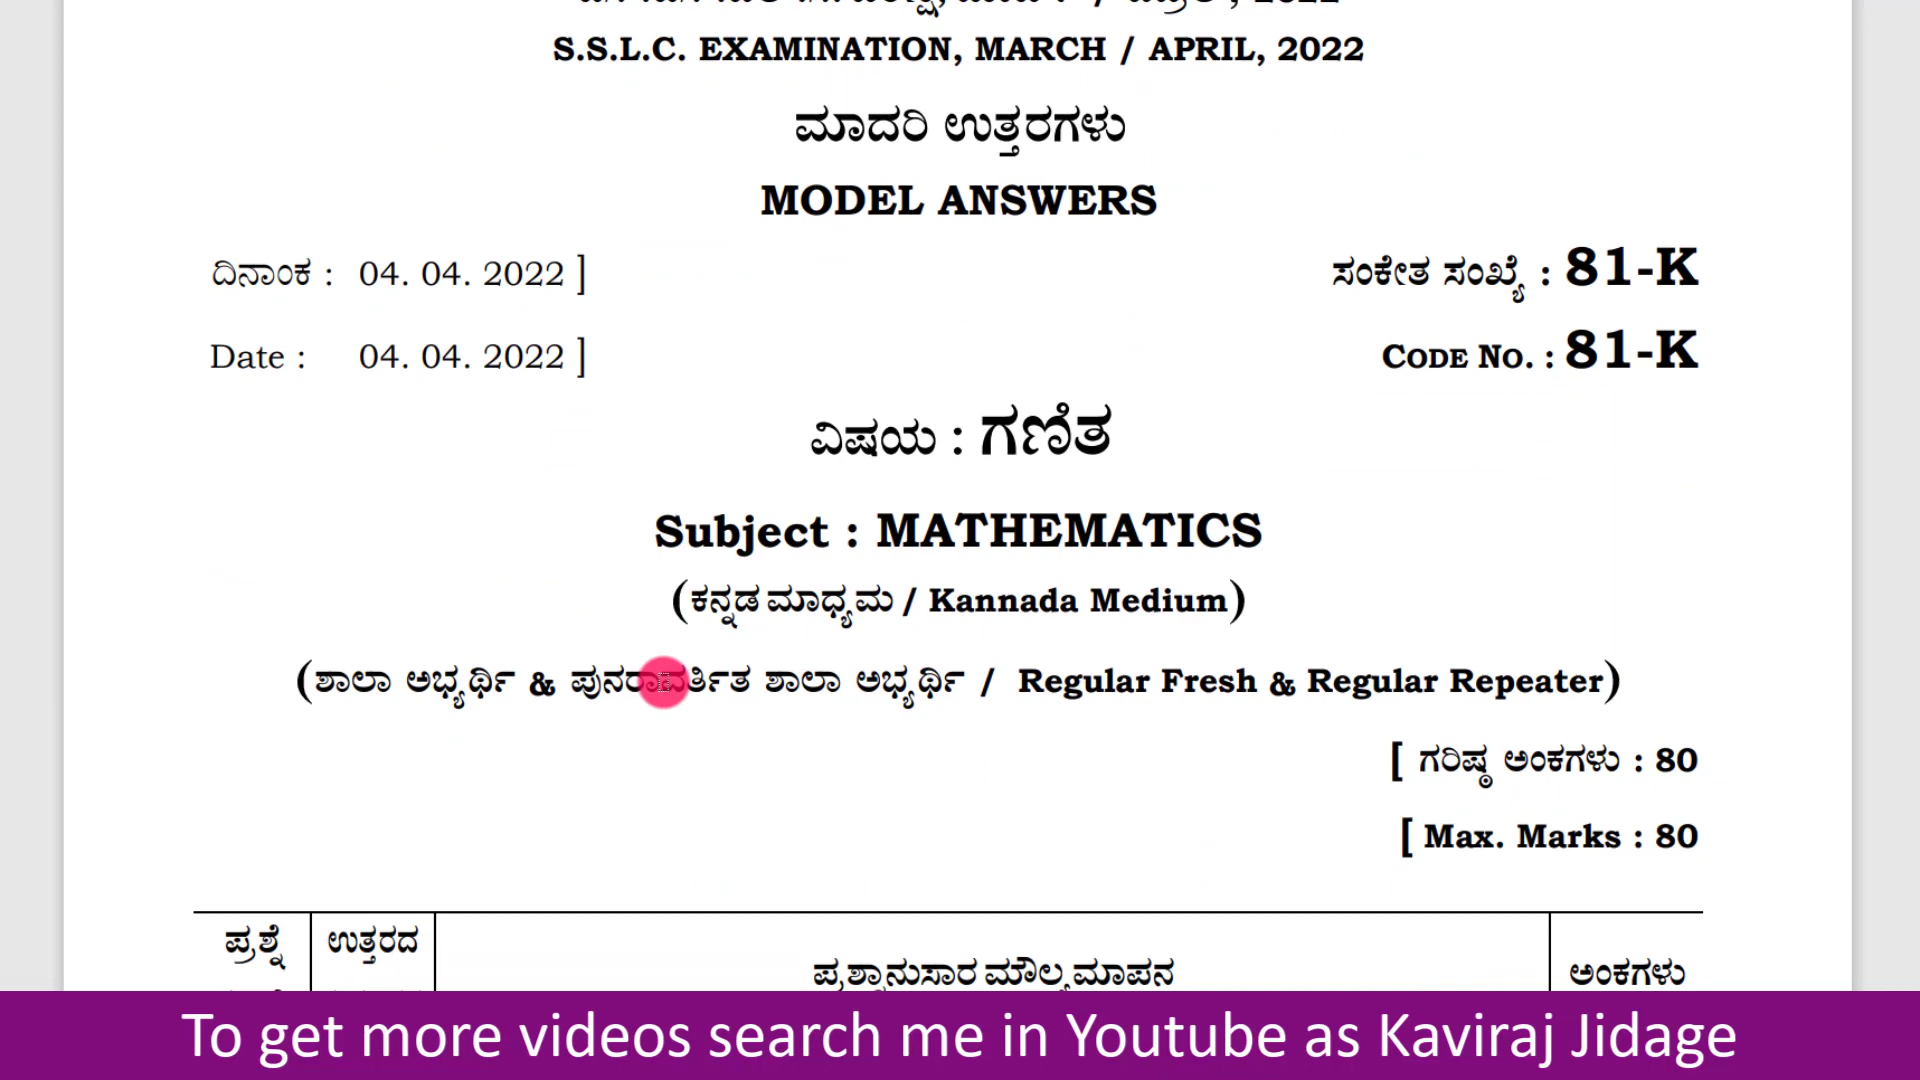 S.S.L.C. EXAMINATION, MARCH / APRIL, 2022
ಮಾದರಿ ಉತ್ತರಗಳು
MODEL ANSWERS
ದಿನಾಂಕ : 04. 04. 2022 ] ಸಂಕೇತ ಸಂಖ್ಯೆ : 81-K
Date : 04. 04. 2022 ] CODE NO. : 81-K
ವಿಷಯ : ಗಣಿತ
Subject : MATHEMATICS
(ಕನ್ನಡ ಮಾಧ್ಯಮ / Kannada Medium)
(ಶಾಲಾ ಅಭ್ಯರ್ಥಿ & ಪುನರಾವರ್ತಿತ ಶಾಲಾ ಅಭ್ಯರ್ಥಿ / Regular Fresh & Regular Repeater)
[ ಗರಿಷ್ಠ ಅಂಕಗಳು : 80
[ Max. Marks : 80
ಪ್ರಶ್ನೆ ಉತ್ತರದ
ಪ್ರಶ್ನಾನುಸಾರ ಮೌಲ್ಯಮಾಪನ ಅಂಕಗಳು
To get more videos search me in Youtube as Kaviraj Jidage